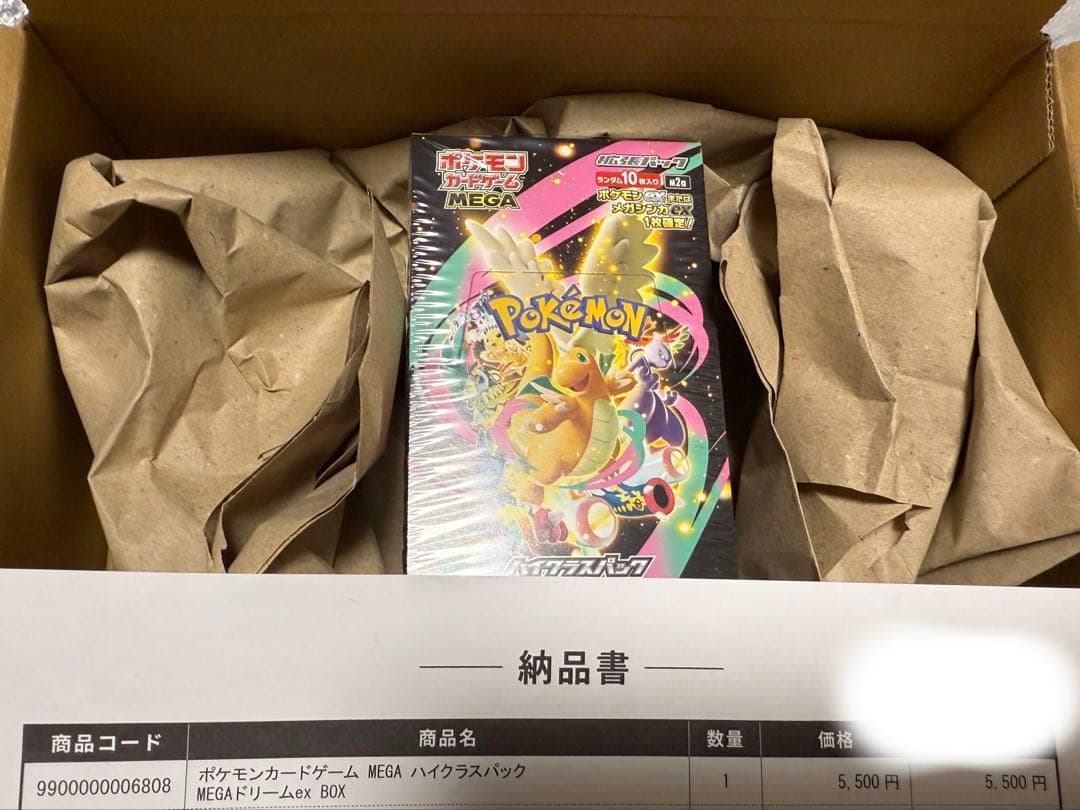 ポケモン
カードゲーム
MEGA
拡張パック
ランダム10枚入り M2a
ポケモンexまたは
メガシンカex
1枚確定!
POKÉMON
ハイクラスパック
納品書
商品コード 商品名 数量 価格
9900000006808 ポケモンカードゲーム MEGA ハイクラスパック 1 5,500円 5,500円
MEGAドリームex BOX